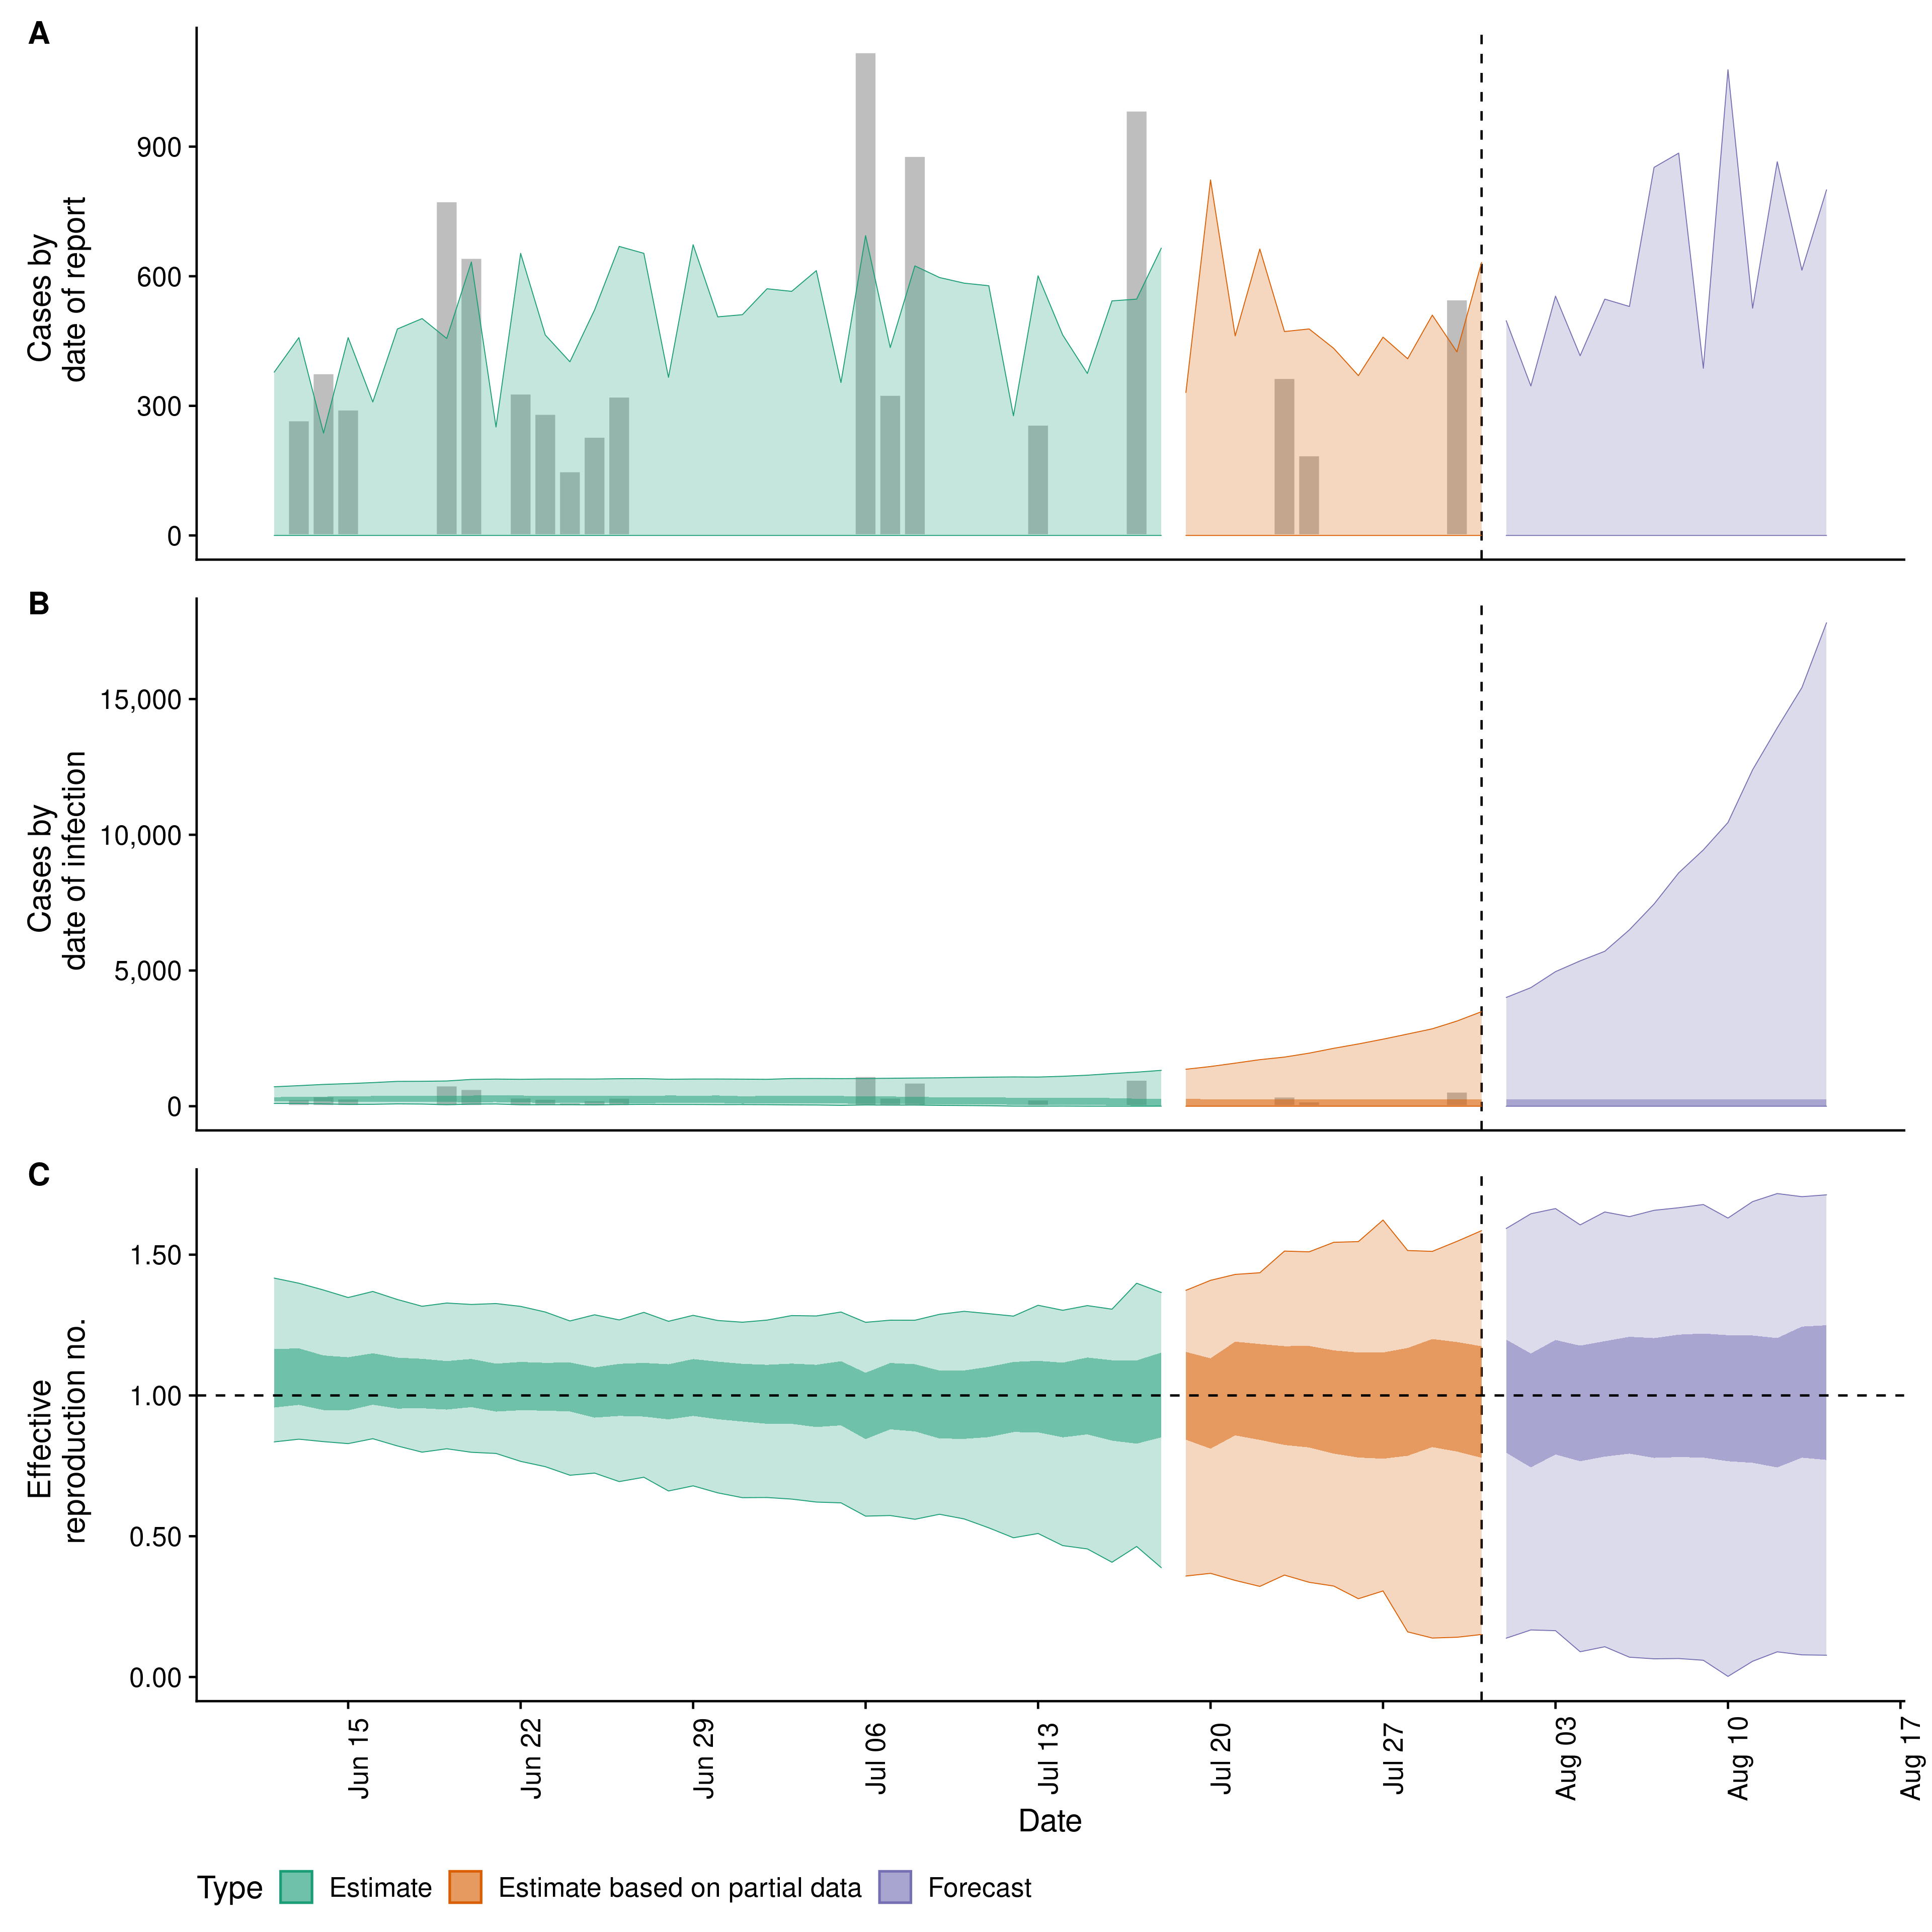 A
Cases by
date of report
900
600
300
0
B
Cases by
date of infection
15,000
10,000
5,000
0
C
Effective
reproduction no.
1.50
1.00
0.50
0.00
Jun 15
Jun 22
Jun 29
Jul 06
Jul 13
Jul 20
Jul 27
Aug 03
Aug 10
Aug 17
Date
Type
Estimate
Estimate based on partial data
Forecast